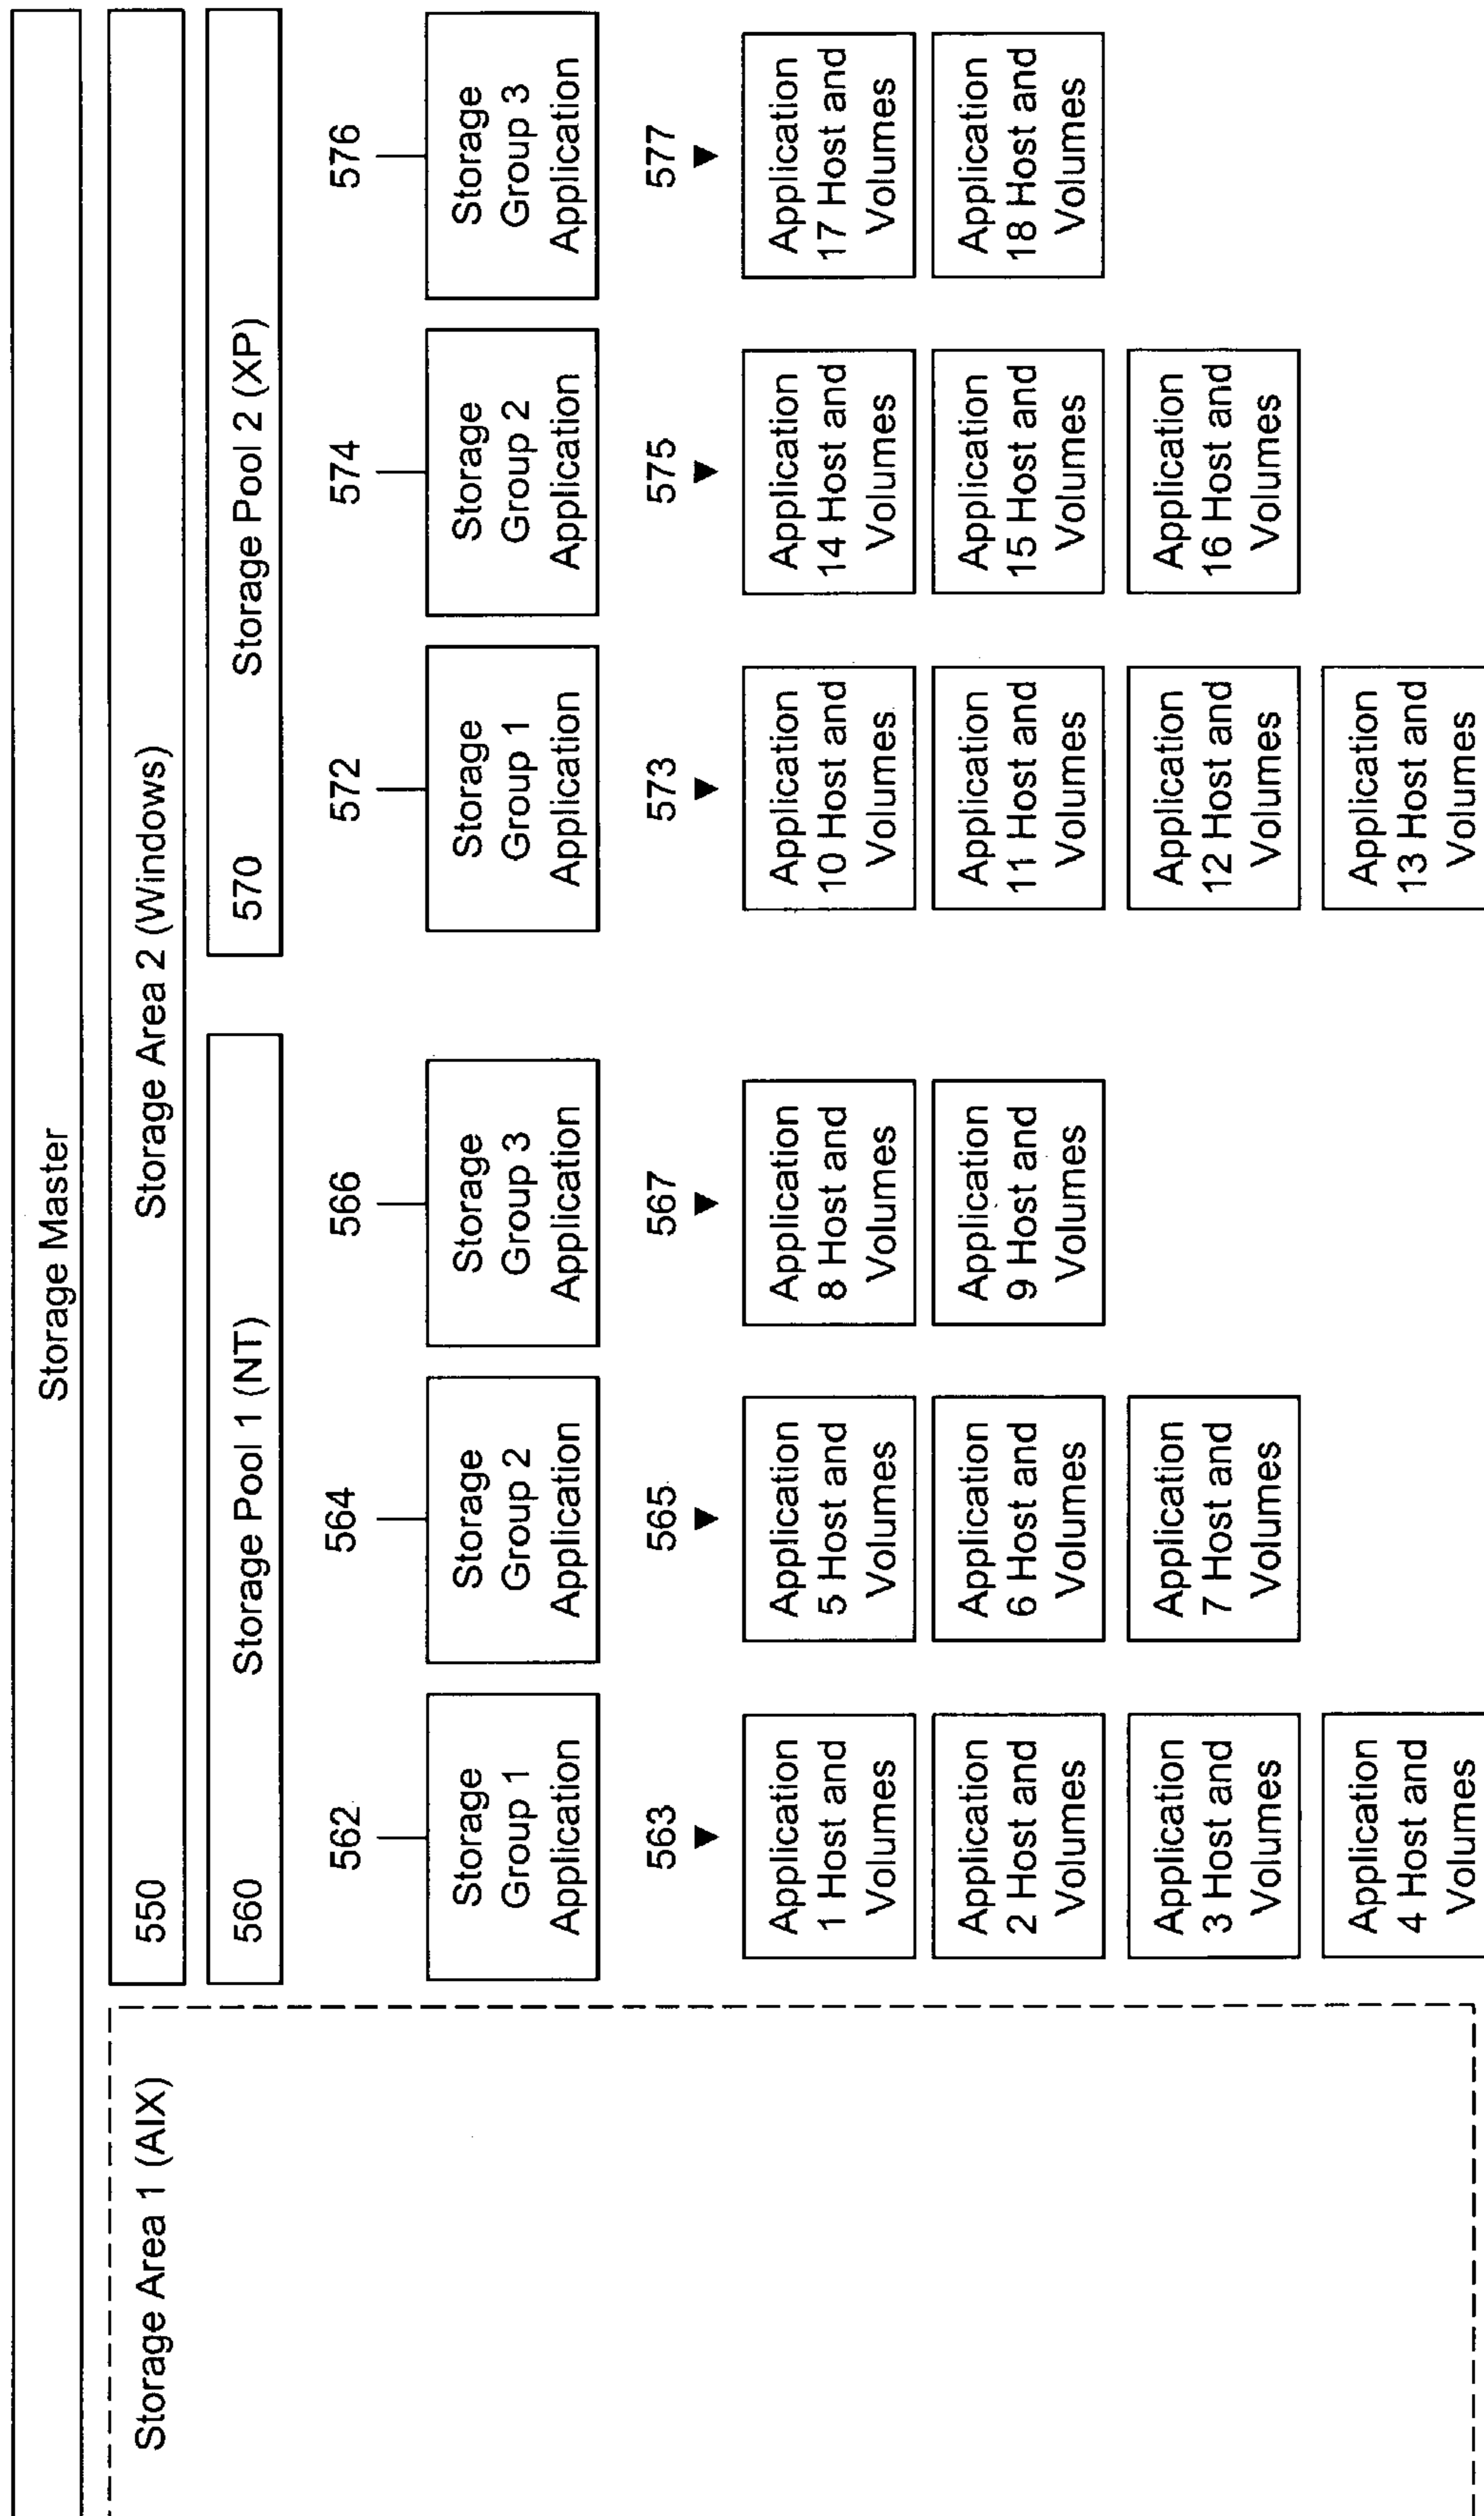 Storage Master
Storage Area 1 (AIX)
550
Storage Area 2 (Windows)
560
Storage Pool 1 (NT)
570
Storage Pool 2 (XP)
562
564
566
572
574
576
Storage
Group 1
Application
Storage
Group 2
Application
Storage
Group 3
Application
Storage
Group 1
Application
Storage
Group 2
Application
Storage
Group 3
Application
563
565
567
573
575
577
Application
1 Host and
Volumes
Application
5 Host and
Volumes
Application
8 Host and
Volumes
Application
10 Host and
Volumes
Application
14 Host and
Volumes
Application
17 Host and
Volumes
Application
2 Host and
Volumes
Application
6 Host and
Volumes
Application
9 Host and
Volumes
Application
11 Host and
Volumes
Application
15 Host and
Volumes
Application
18 Host and
Volumes
Application
3 Host and
Volumes
Application
7 Host and
Volumes
Application
12 Host and
Volumes
Application
16 Host and
Volumes
Application
4 Host and
Volumes
Application
13 Host and
Volumes